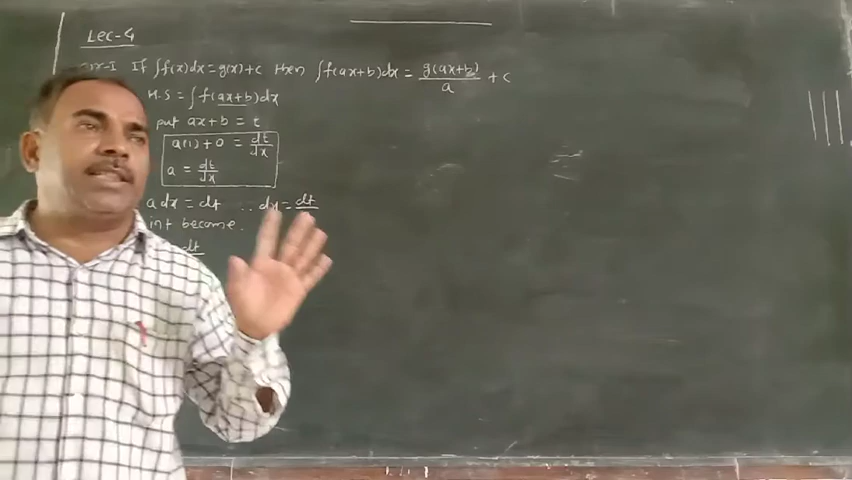 Lec-4
If ∫f(x)dx = g(x)+c then ∫f(ax+b)dx = g(ax+b)/a + c
H.S = ∫f(ax+b)dx
put ax+b = t
a(1)+0 = dt/dx
a = dt/dx
adx = dt ∴ dx = dt
int become.
dt